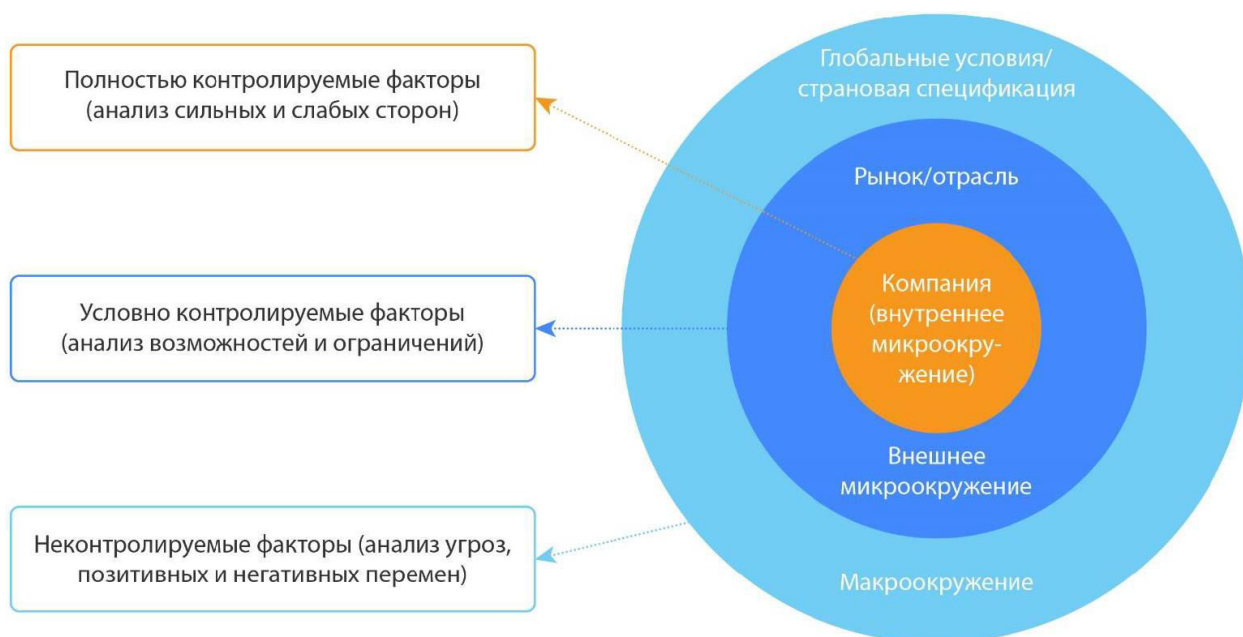 Полностью контролируемые факторы
(анализ сильных и слабых сторон)
Условно контролируемые факторы
(анализ возможностей и ограничений)
Неконтролируемые факторы (анализ угроз,
позитивных и негативных перемен)
Глобальные условия/
страновая спецификация
Рынок/отрасль
Компания
(внутреннее
микроокру-
жение)
Внешнее
микроокружение
Макроокружение